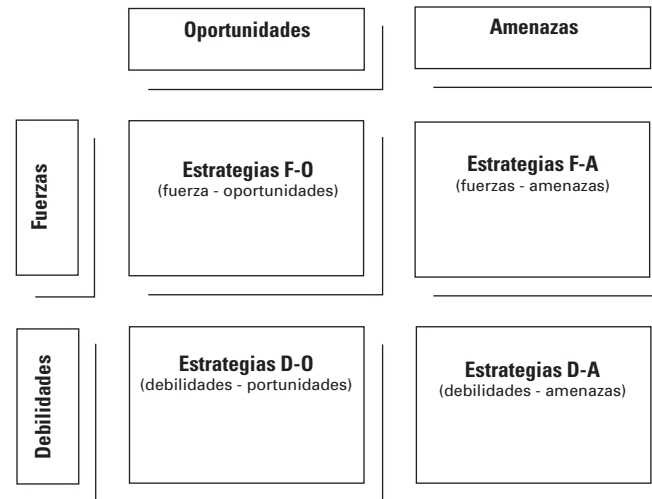 Oportunidades
Amenazas
Fuerzas
Estrategias F-O
(fuerza - oportunidades)
Estrategias F-A
(fuerzas - amenazas)
Debilidades
Estrategias D-O
(debilidades - portunidades)
Estrategias D-A
(debilidades - amenazas)